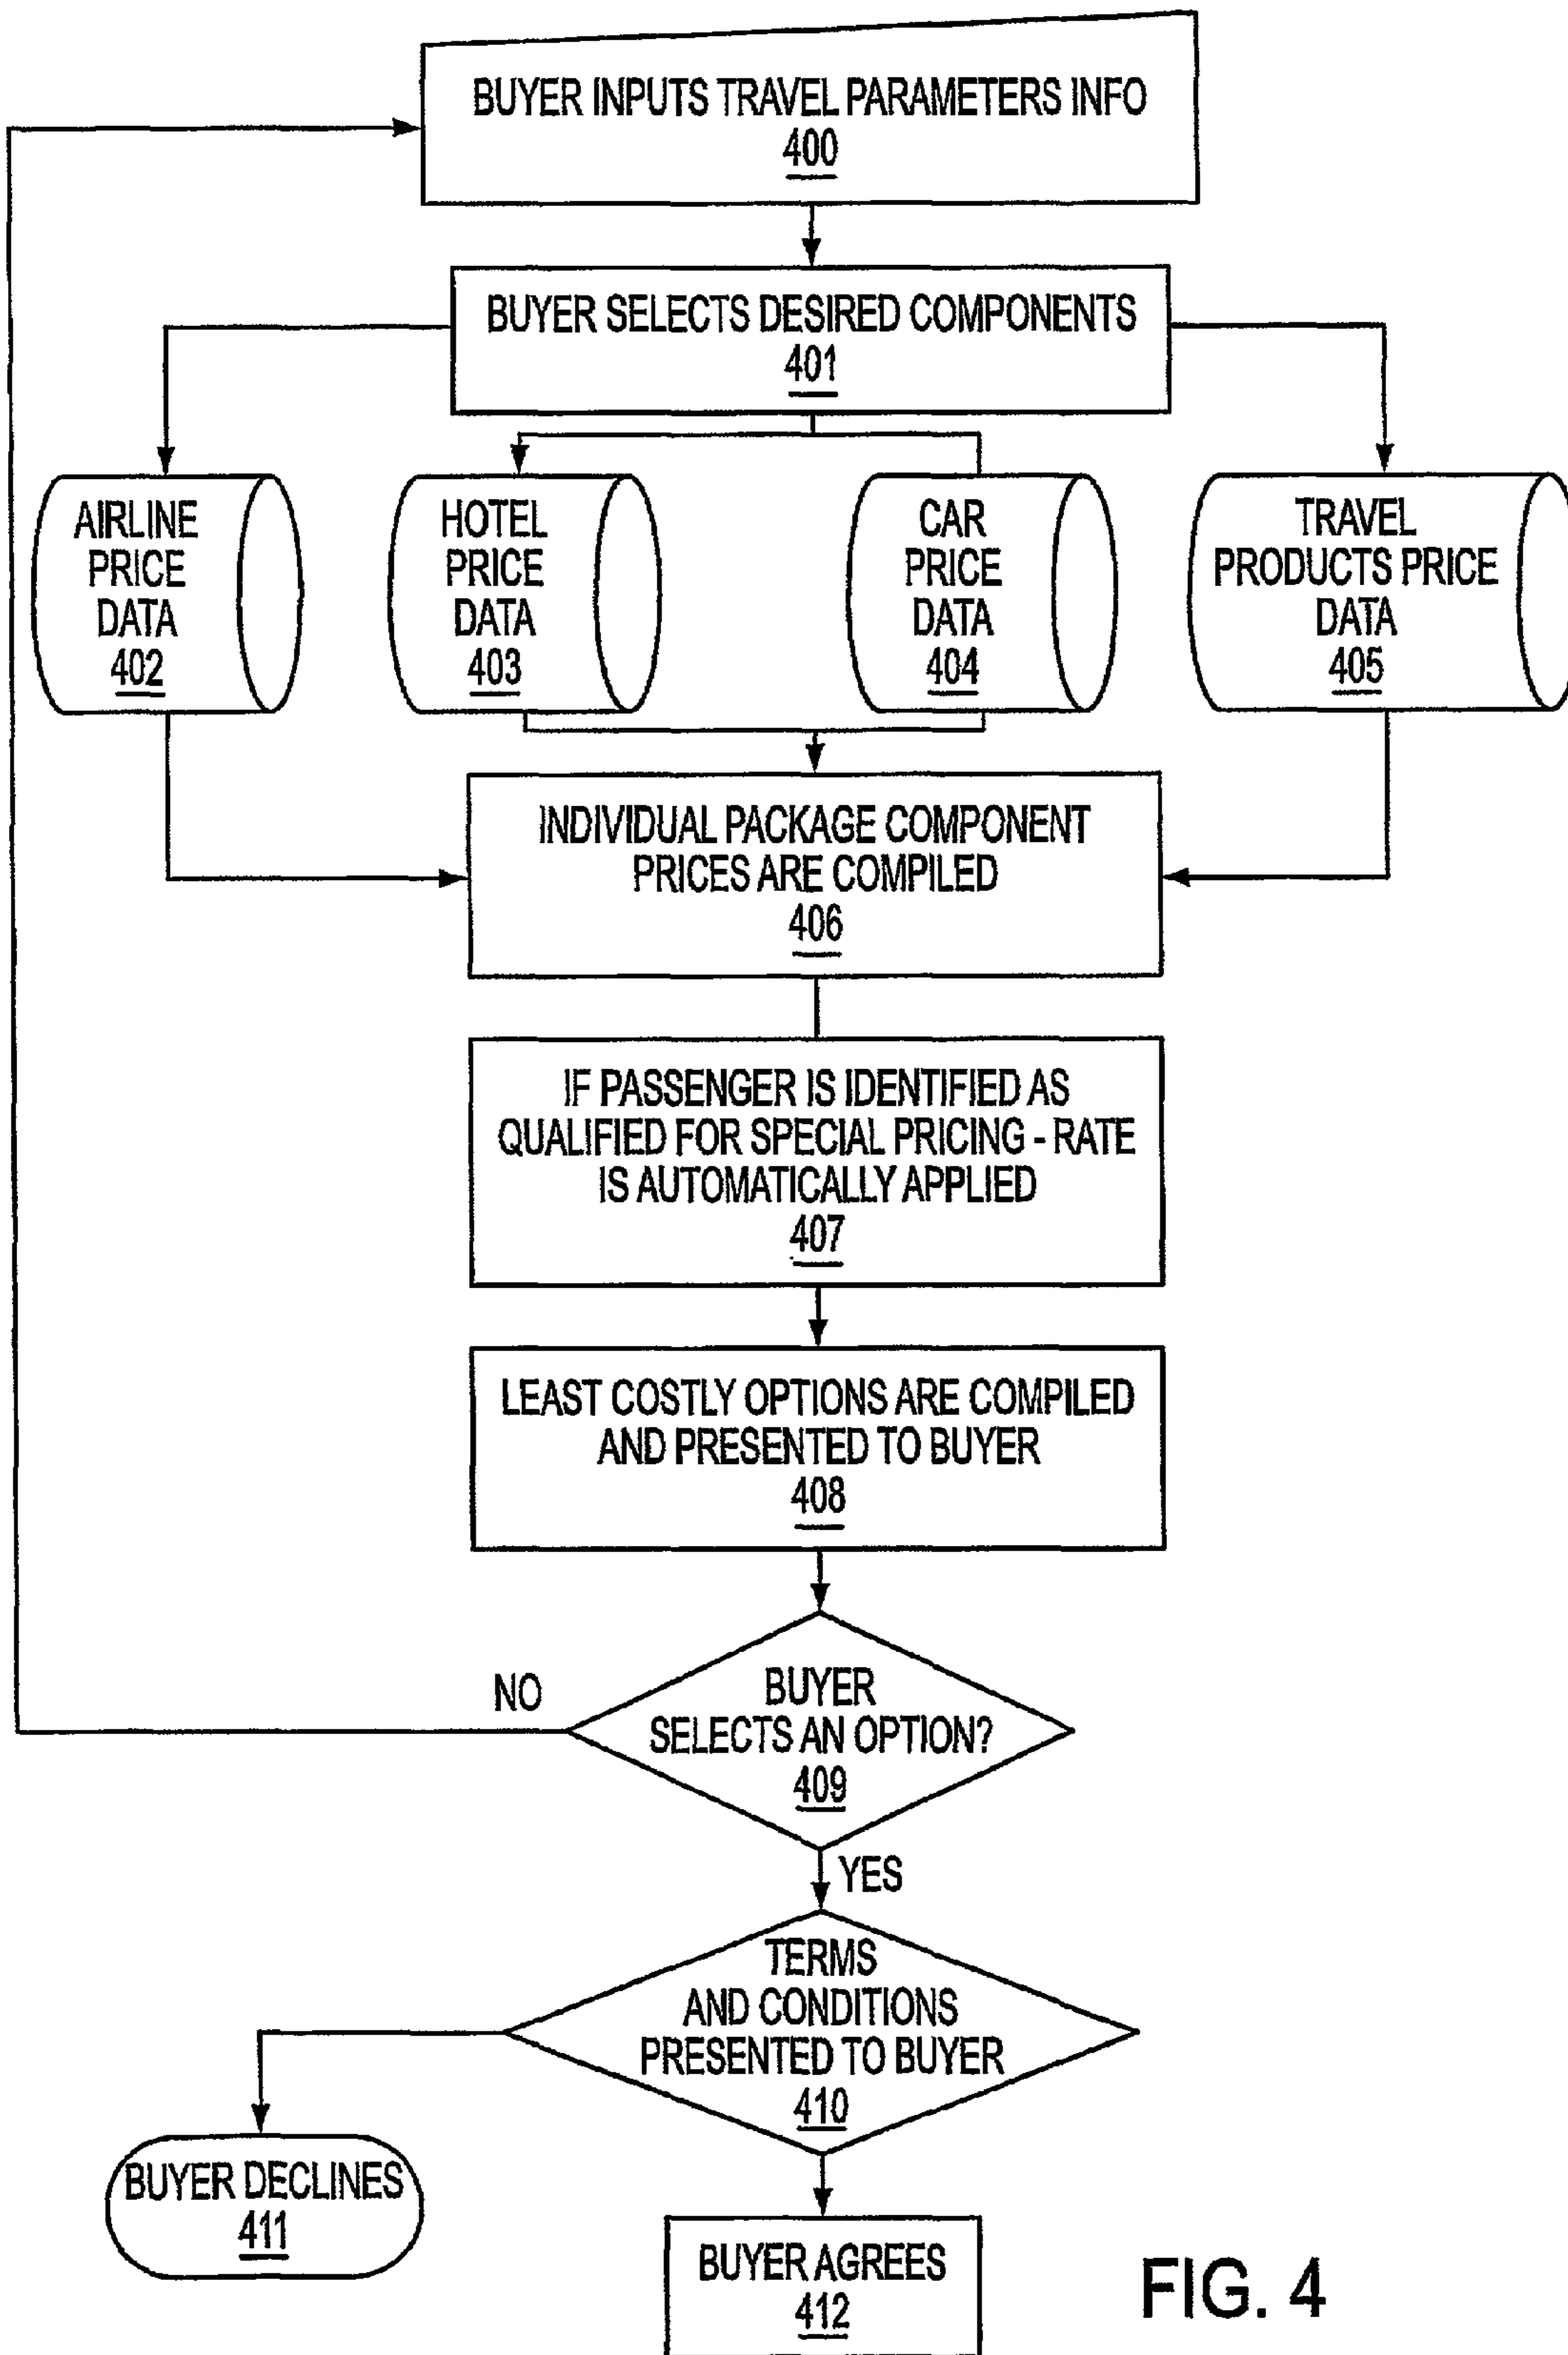 BUYER INPUTS TRAVEL PARAMETERS INFO
400
BUYER SELECTS DESIRED COMPONENTS
401
AIRLINE
PRICE
DATA
402
HOTEL
PRICE
DATA
403
CAR
PRICE
DATA
404
TRAVEL
PRODUCTS PRICE
DATA
405
INDIVIDUAL PACKAGE COMPONENT
PRICES ARE COMPILED
406
IF PASSENGER IS IDENTIFIED AS
QUALIFIED FOR SPECIAL PRICING - RATE
IS AUTOMATICALLY APPLIED
407
LEAST COSTLY OPTIONS ARE COMPILED
AND PRESENTED TO BUYER
408
NO
BUYER
SELECTS AN OPTION?
409
YES
TERMS
AND CONDITIONS
PRESENTED TO BUYER
410
BUYER DECLINES
411
BUYER AGREES
412
FIG. 4